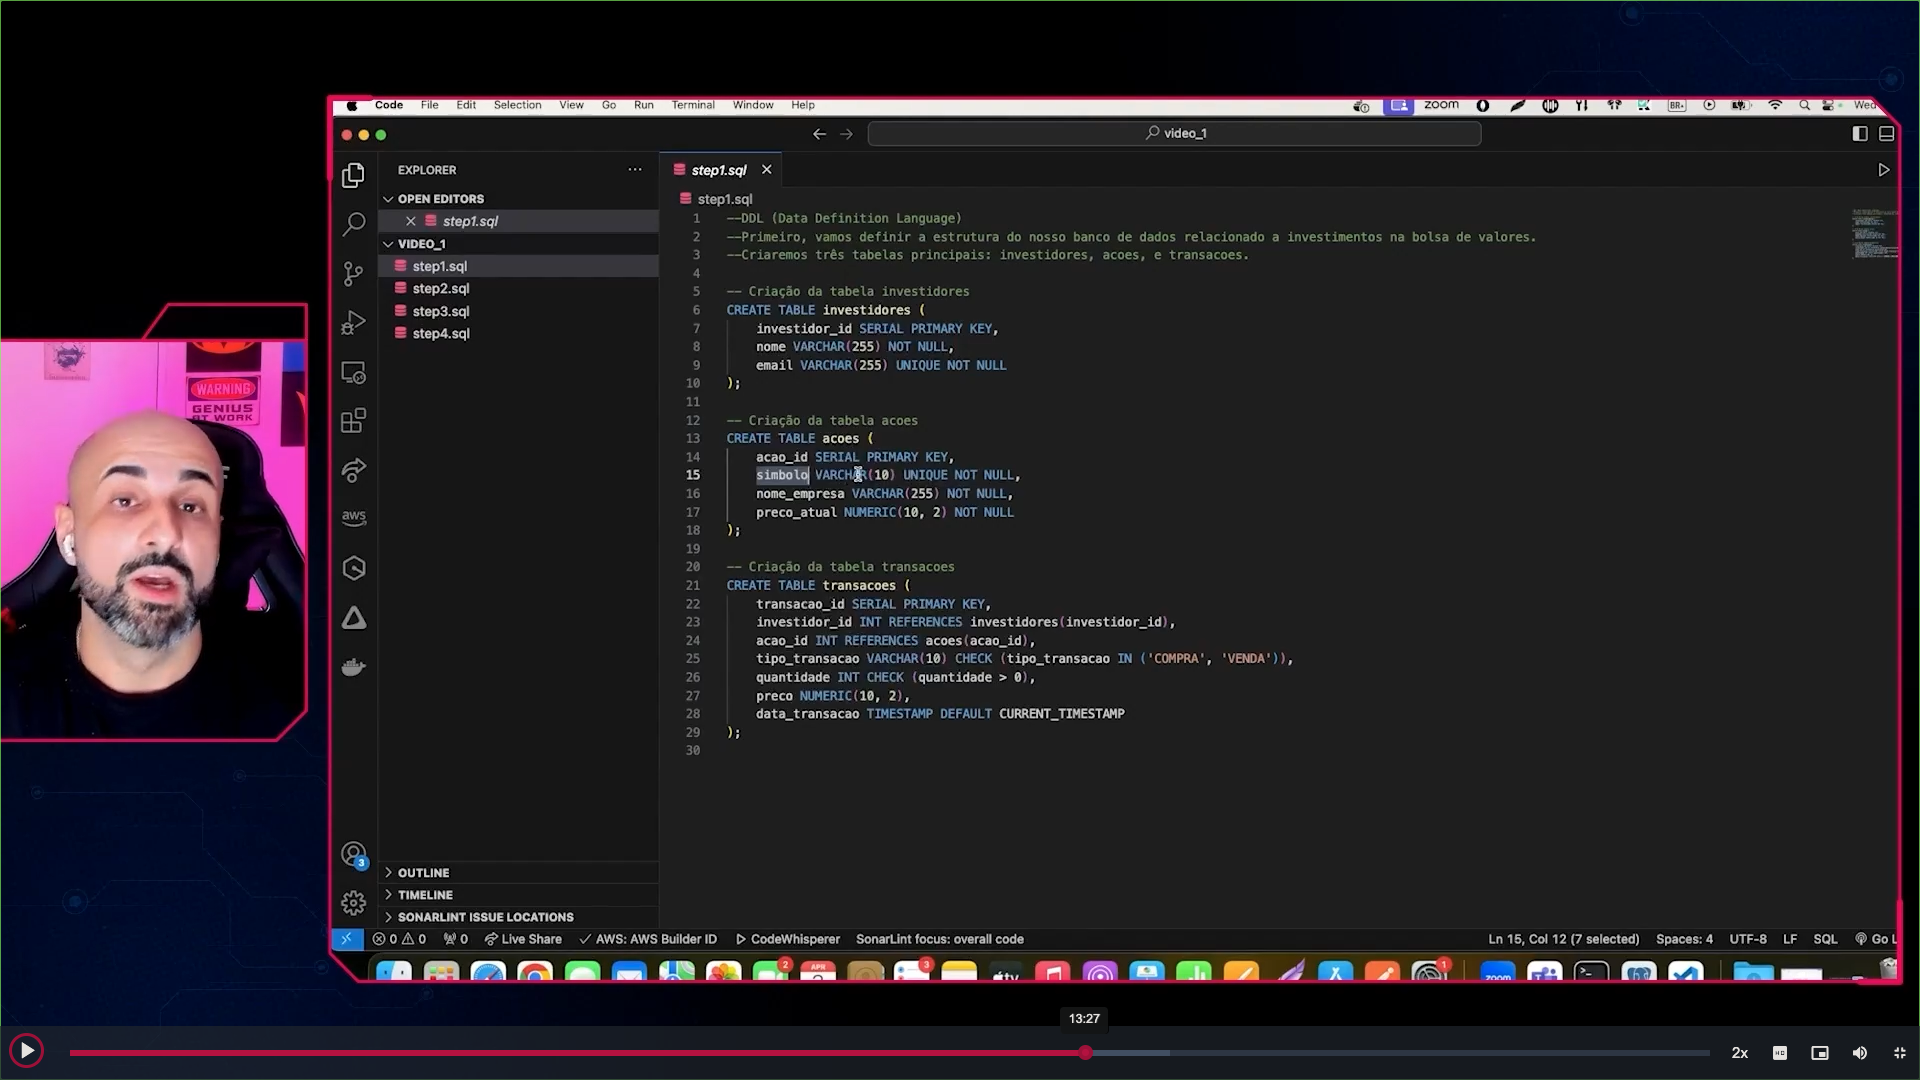 Code File Edit Selection View Go Run Terminal Window Help
zoom
BR
Wed
video_1
EXPLORER
step1.sql
OPEN EDITORS
step1.sql
VIDEO_1
step1.sql
step2.sql
step3.sql
step4.sql
step1.sql
1 --DDL (Data Definition Language)
2 --Primeiro, vamos definir a estrutura do nosso banco de dados relacionado a investimentos na bolsa de valores.
3 --Criaremos três tabelas principais: investidores, acoes, e transacoes.
4
5 -- Criação da tabela investidores
6 CREATE TABLE investidores (
7 investidor_id SERIAL PRIMARY KEY,
8 nome VARCHAR(255) NOT NULL,
9 email VARCHAR(255) UNIQUE NOT NULL
10 );
11
12 -- Criação da tabela acoes
13 CREATE TABLE acoes (
14 acao_id SERIAL PRIMARY KEY,
15 simbolo VARCHAR(10) UNIQUE NOT NULL,
16 nome_empresa VARCHAR(255) NOT NULL,
17 preco_atual NUMERIC(10, 2) NOT NULL
18 );
19
20 -- Criação da tabela transacoes
21 CREATE TABLE transacoes (
22 transacao_id SERIAL PRIMARY KEY,
23 investidor_id INT REFERENCES investidores(investidor_id),
24 acao_id INT REFERENCES acoes(acao_id),
25 tipo_transacao VARCHAR(10) CHECK (tipo_transacao IN ('COMPRA', 'VENDA')),
26 quantidade INT CHECK (quantidade > 0),
27 preco NUMERIC(10, 2),
28 data_transacao TIMESTAMP DEFAULT CURRENT_TIMESTAMP
29 );
30
WARNING
GENIUS
AT WORK
aws
3
OUTLINE
TIMELINE
SONARLINT ISSUE LOCATIONS
0 0 0 Live Share AWS: AWS Builder ID CodeWhisperer SonarLint focus: overall code
Ln 15, Col 12 (7 selected) Spaces: 4 UTF-8 LF SQL Go L
2 APR 3 tv 1 zoom
13:27
2x